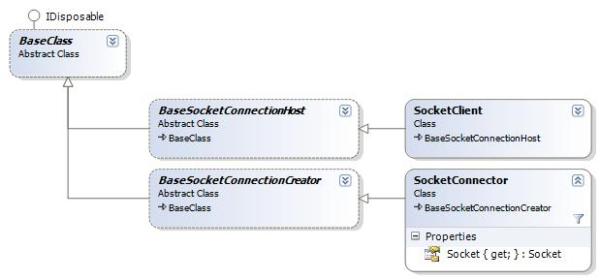 IDisposable
BaseClass
Abstract Class
BaseSocketConnectionHost
Abstract Class
BaseClass
SocketClient
Class
BaseSocketConnectionHost
BaseSocketConnectionCreator
Abstract Class
BaseClass
SocketConnector
Class
BaseSocketConnectionCreator
Properties
Socket { get; } : Socket